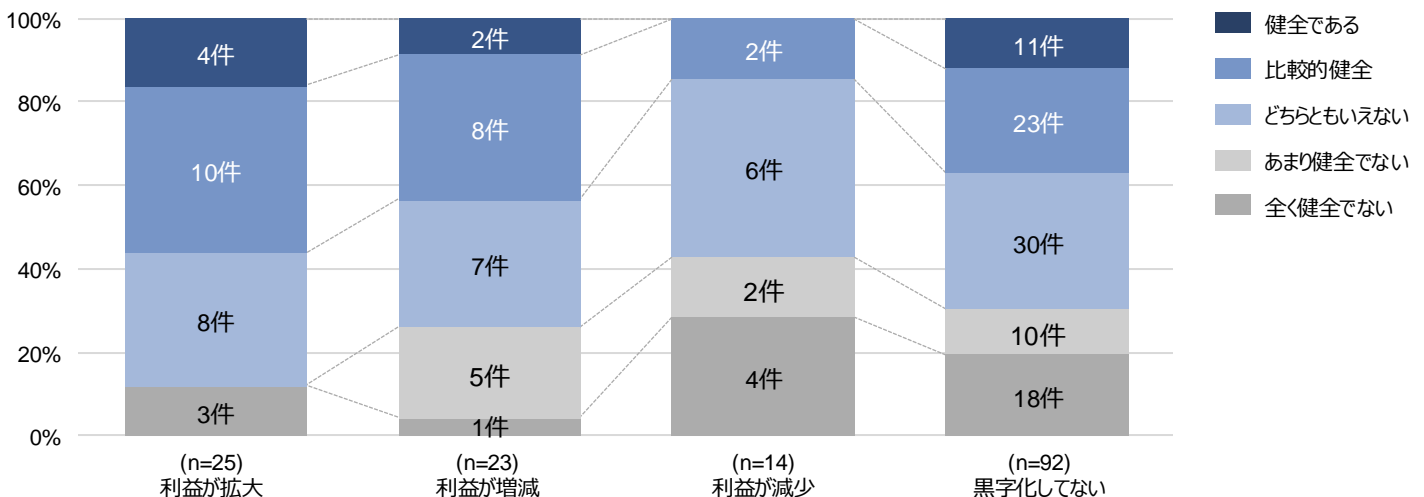 100%
80%
60%
40%
20%
0%
4件
10件
8件
3件
2件
8件
7件
5件
1件
2件
6件
2件
4件
11件
23件
30件
10件
18件
(n=25)
利益が拡大
(n=23)
利益が増減
(n=14)
利益が減少
(n=92)
黒字化してない
健全である
比較的健全
どちらともいえない
あまり健全でない
全く健全でない